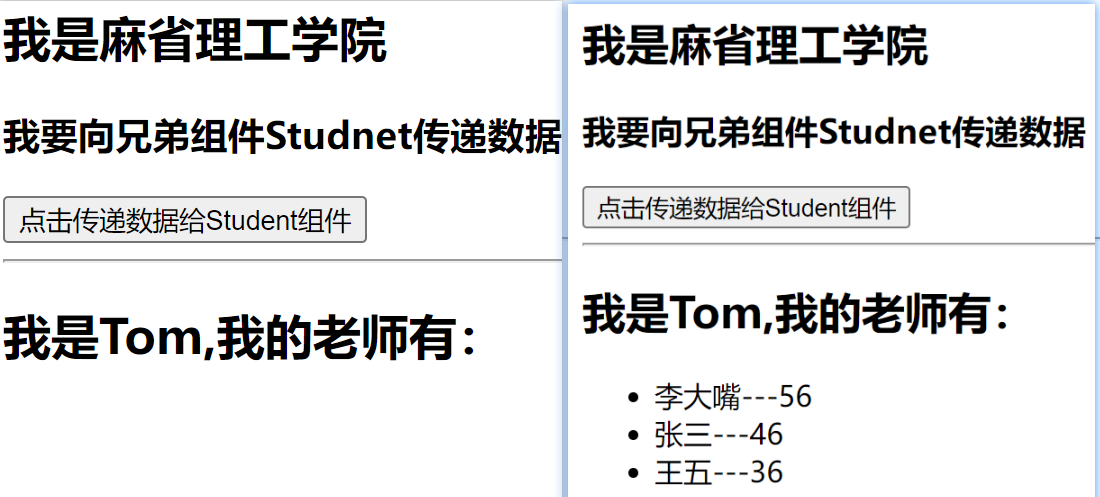 我是麻省理工学院
我要向兄弟组件Studnet传递数据
点击传递数据给Student组件
我是Tom,我的老师有：
我是麻省理工学院
我要向兄弟组件Studnet传递数据
点击传递数据给Student组件
我是Tom,我的老师有：
李大嘴---56
张三---46
王五---36